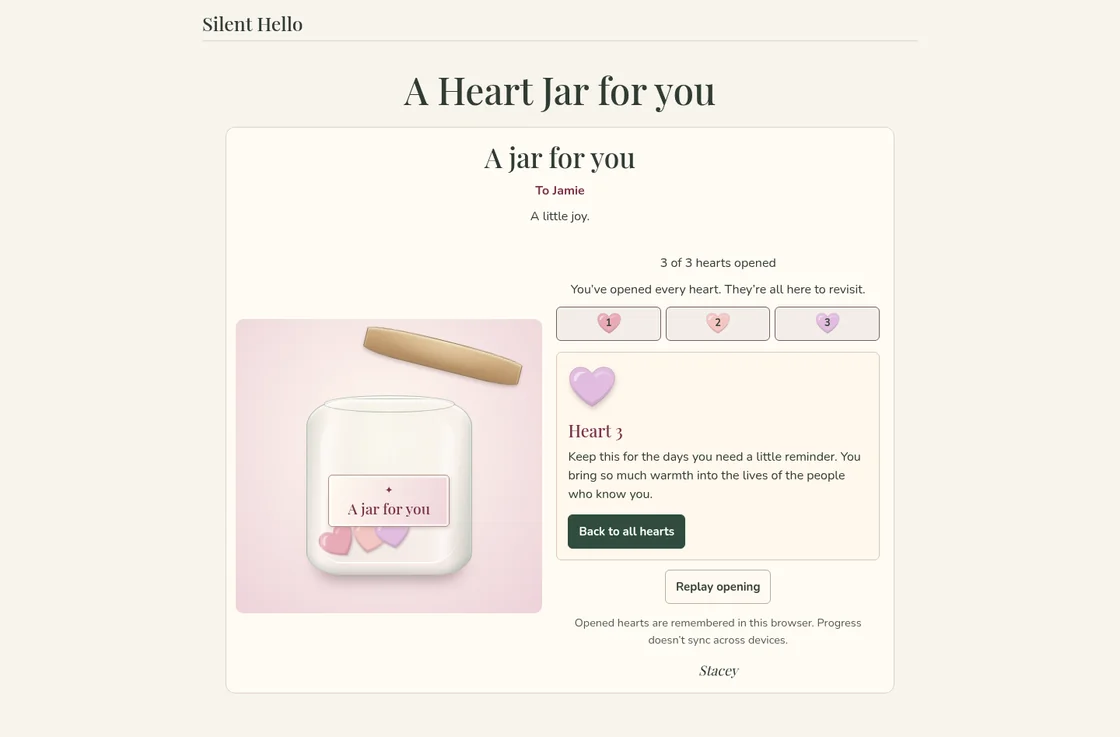 Silent Hello
A Heart Jar for you
A jar for you
To Jamie
A little joy.
3 of 3 hearts opened
You've opened every heart. They're all here to revisit.
1
2
3
A jar for you
Heart 3
Keep this for the days you need a little reminder. You
bring so much warmth into the lives of the people
who know you.
Back to all hearts
Replay opening
Opened hearts are remembered in this browser. Progress
doesn't sync across devices.
Stacey